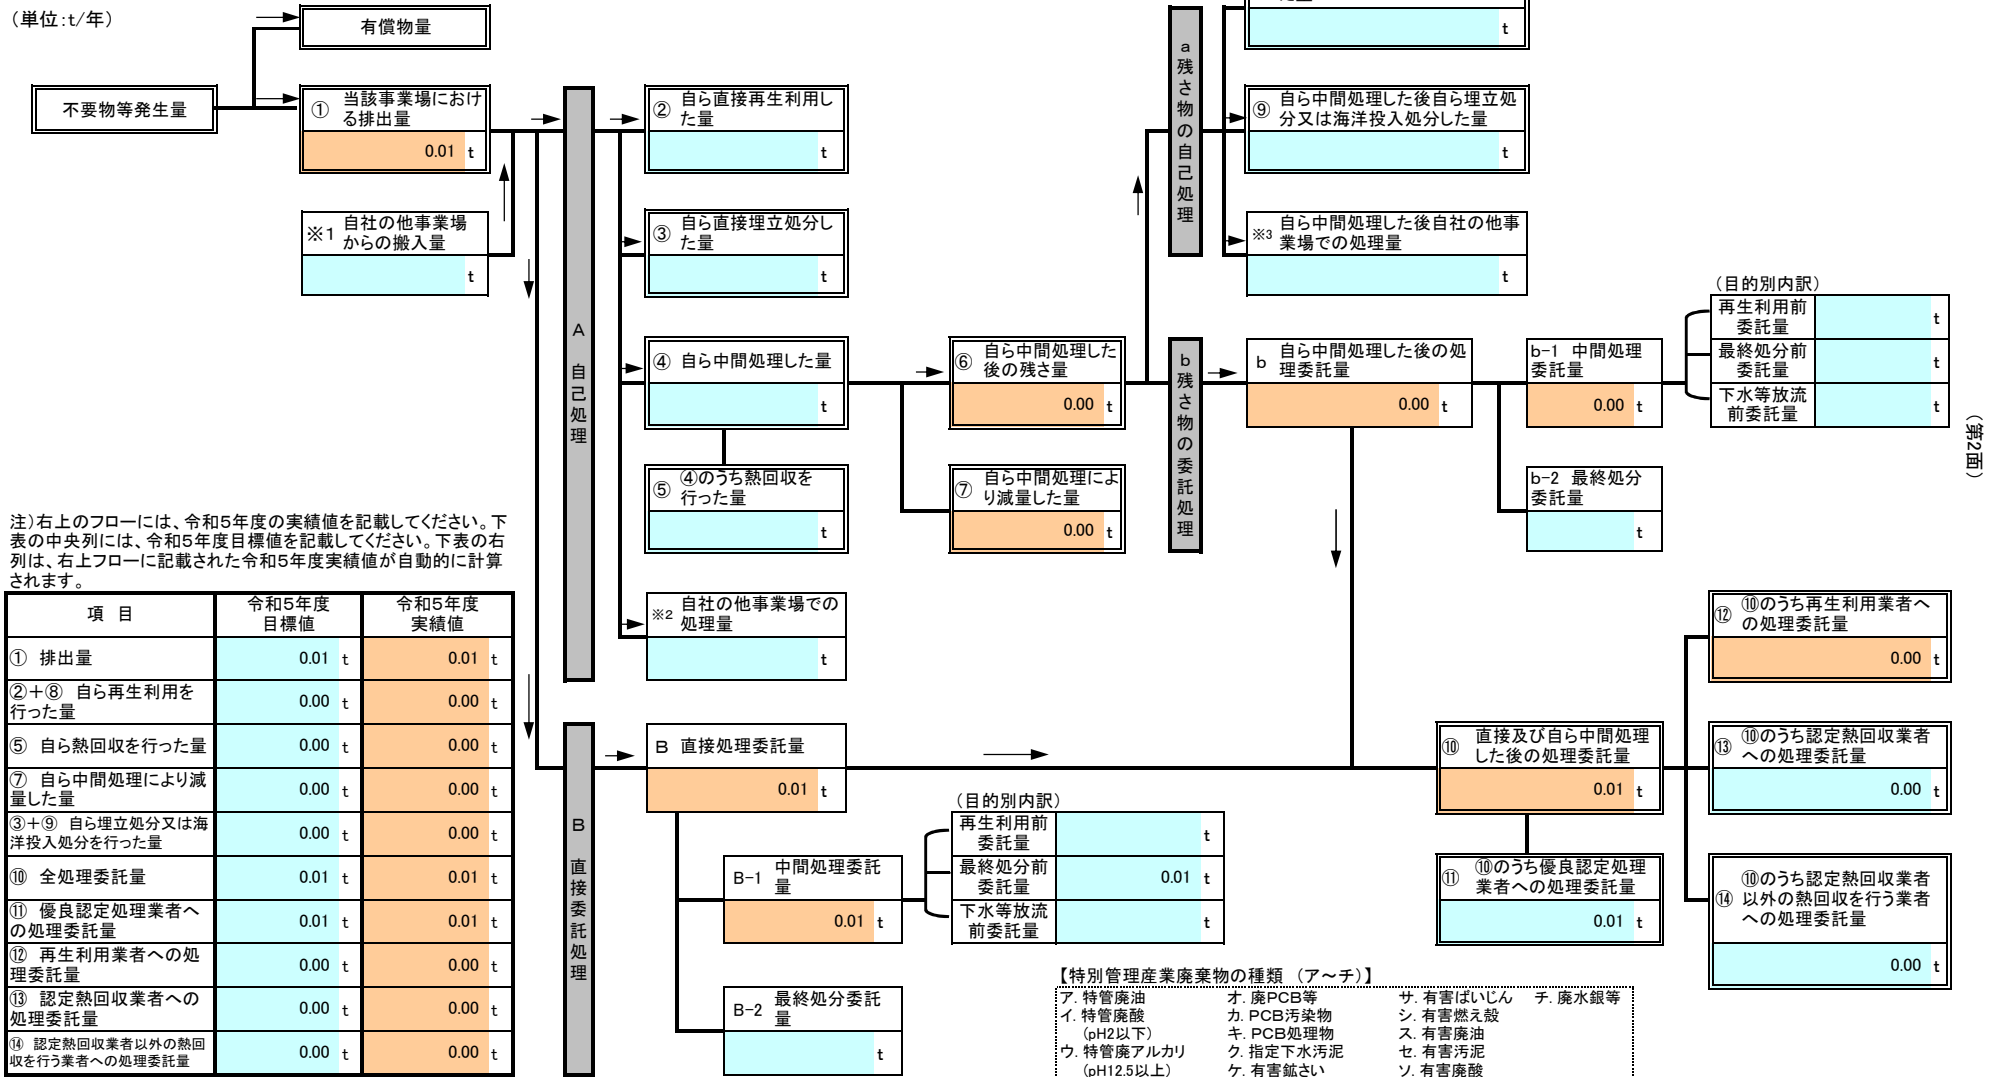 (単位:t/年)
有償物量
不要物等発生量
① 当該事業場におけ
る排出量
0.01 t
※1 自社の他事業場
からの搬入量
t
A 自己処理
② 自ら直接再生利用し
た量
t
③ 自ら直接埋立処分し
た量
t
④ 自ら中間処理した量
t
⑤ ④のうち熱回収を
行った量
t
※2 自社の他事業場での
処理量
t
⑥ 自ら中間処理した
後の残さ量
0.00 t
⑦ 自ら中間処理によ
り減量した量
0.00 t
a 残さ物の自己処理
t
⑨ 自ら中間処理した後自ら埋立処
分又は海洋投入処分した量
t
※3 自ら中間処理した後自社の他事
業場での処理量
t
b 残さ物の委託処理
b 自ら中間処理した後の処
理委託量
0.00 t
b-1 中間処理
委託量
0.00 t
(目的別内訳)
再生利用前
委託量 t
最終処分前
委託量 t
下水等放流
前委託量 t
b-2 最終処分
委託量
t
(第2面)
注)右上のフローには、令和5年度の実績値を記載してください。下
表の中央列には、令和5年度目標値を記載してください。下表の右
列は、右上フローに記載された令和5年度実績値が自動的に計算
されます。
項 目 令和5年度 令和5年度
目標値 実績値
① 排出量 0.01 t 0.01 t
②+⑧ 自ら再生利用を
行った量 0.00 t 0.00 t
⑤ 自ら熱回収を行った量 0.00 t 0.00 t
⑦ 自ら中間処理により減
量した量 0.00 t 0.00 t
③+⑨ 自ら埋立処分又は海
洋投入処分を行った量 0.00 t 0.00 t
⑩ 全処理委託量 0.01 t 0.01 t
⑪ 優良認定処理業者へ
の処理委託量 0.01 t 0.01 t
⑫ 再生利用業者への処
理委託量 0.00 t 0.00 t
⑬ 認定熱回収業者への
処理委託量 0.00 t 0.00 t
⑭ 認定熱回収業者以外の熱回
収を行う業者への処理委託量 0.00 t 0.00 t
B 直接委託処理
B 直接処理委託量
0.01 t
B-1 中間処理委託
量
0.01 t
(目的別内訳)
再生利用前
委託量 t
最終処分前
委託量 0.01 t
下水等放流
前委託量 t
B-2 最終処分委託
量
t
⑩ 直接及び自ら中間処理
した後の処理委託量
0.01 t
⑪ ⑩のうち優良認定処理
業者への処理委託量
0.01 t
⑫ ⑩のうち再生利用業者へ
の処理委託量
0.00 t
⑬ ⑩のうち認定熱回収業者
への処理委託量
0.00 t
⑭ ⑩のうち認定熱回収業者
以外の熱回収を行う業者
への処理委託量
0.00 t
【特別管理産業廃棄物の種類 (ア~チ)】
ア. 特管廃油 オ. 廃PCB等 サ. 有害ばいじん チ. 廃水銀等
イ. 特管廃酸 カ. PCB汚染物 シ. 有害燃え殻
(pH2以下) キ. PCB処理物 ス. 有害廃油
ウ. 特管廃アルカリ ク. 指定下水汚泥 セ. 有害汚泥
(pH12.5以上) ケ. 有害鉱さい ソ. 有害廃酸